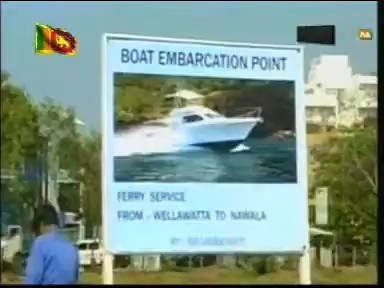 BOAT EMBARCATION POINT
FERRY SERVICE
FROM - WELLAWATTA TO NAWALA